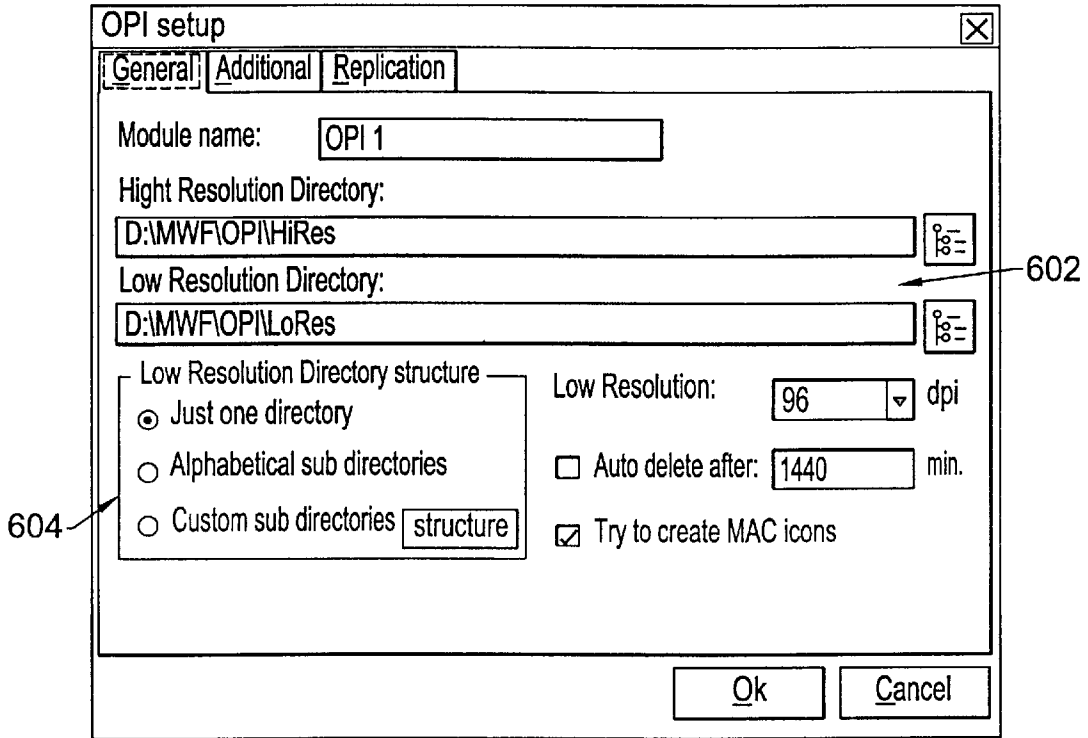 OPI setup
General Additional Replication
Module name: OPI 1
Hight Resolution Directory:
D:\MWF\OPI\HiRes
Low Resolution Directory:
602
D:\MWF\OPI\LoRes
Low Resolution Directory structure
Low Resolution: 96 dpi
Just one directory
Alphabetical sub directories
Auto delete after: 1440 min.
604
Custom sub directories structure
Try to create MAC icons
Ok Cancel